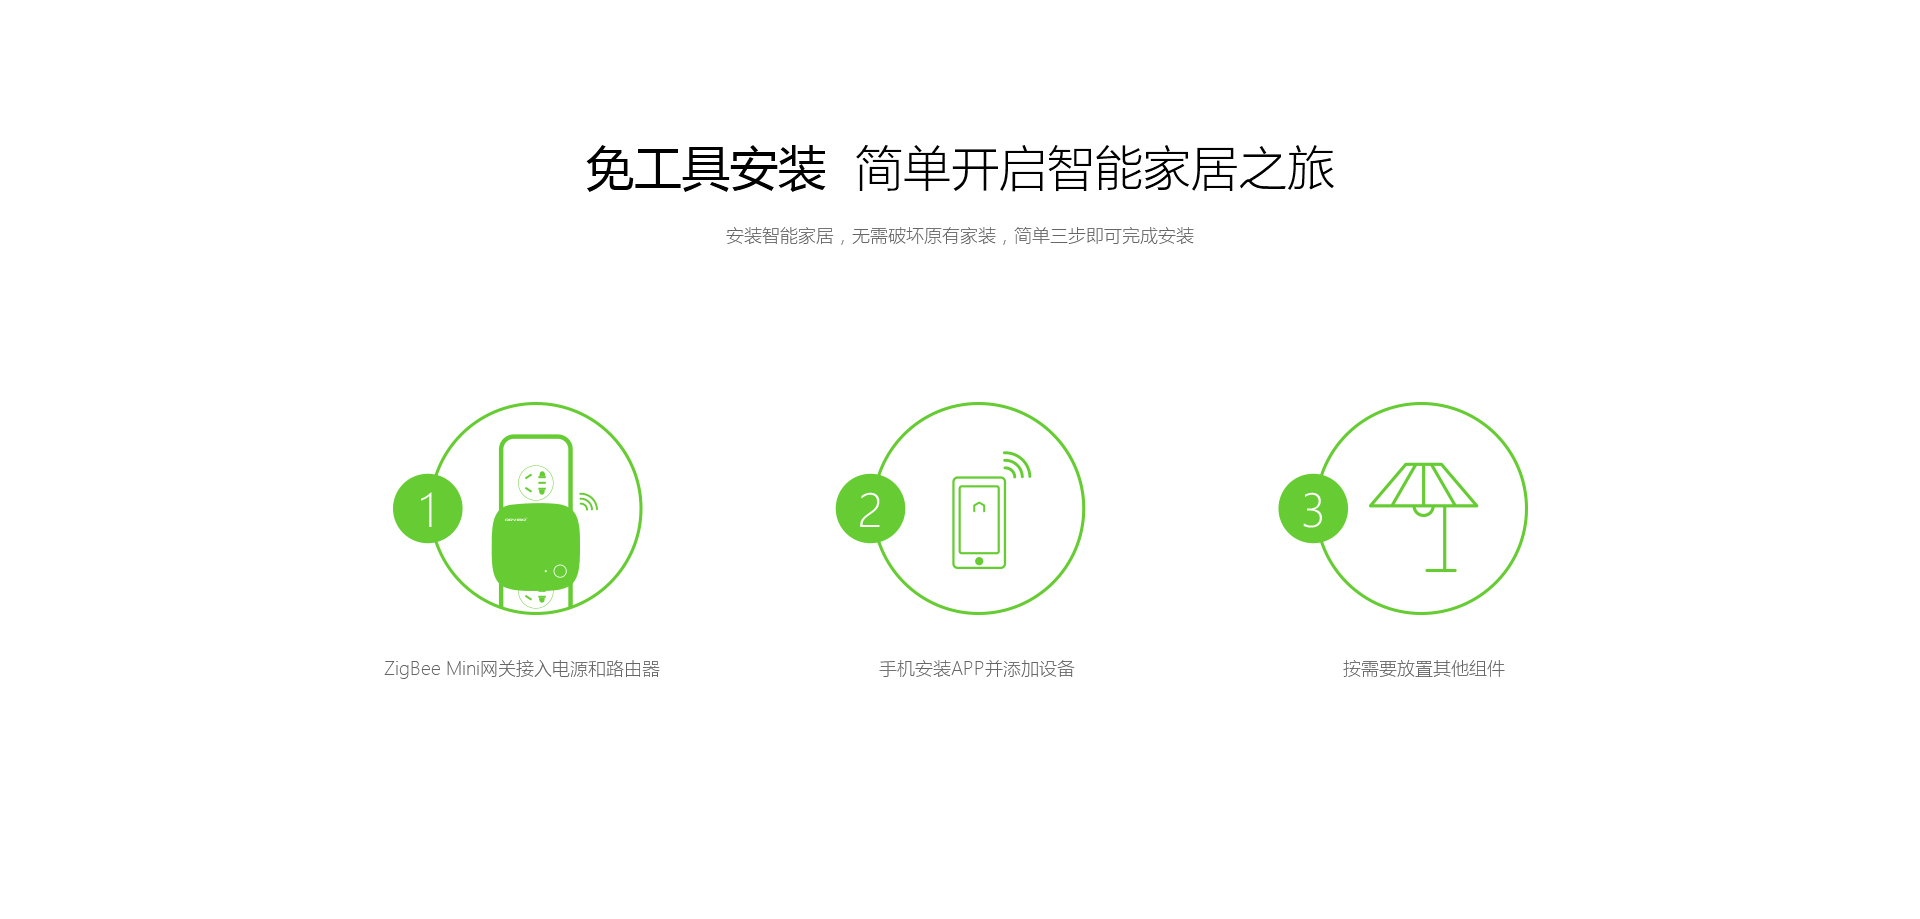 免工具安装 简单开启智能家居之旅
安装智能家居，无需破坏原有家装，简单三步即可完成安装
1
2
3
ZigBee Mini网关接入电源和路由器
手机安装APP并添加设备
按需要放置其他组件